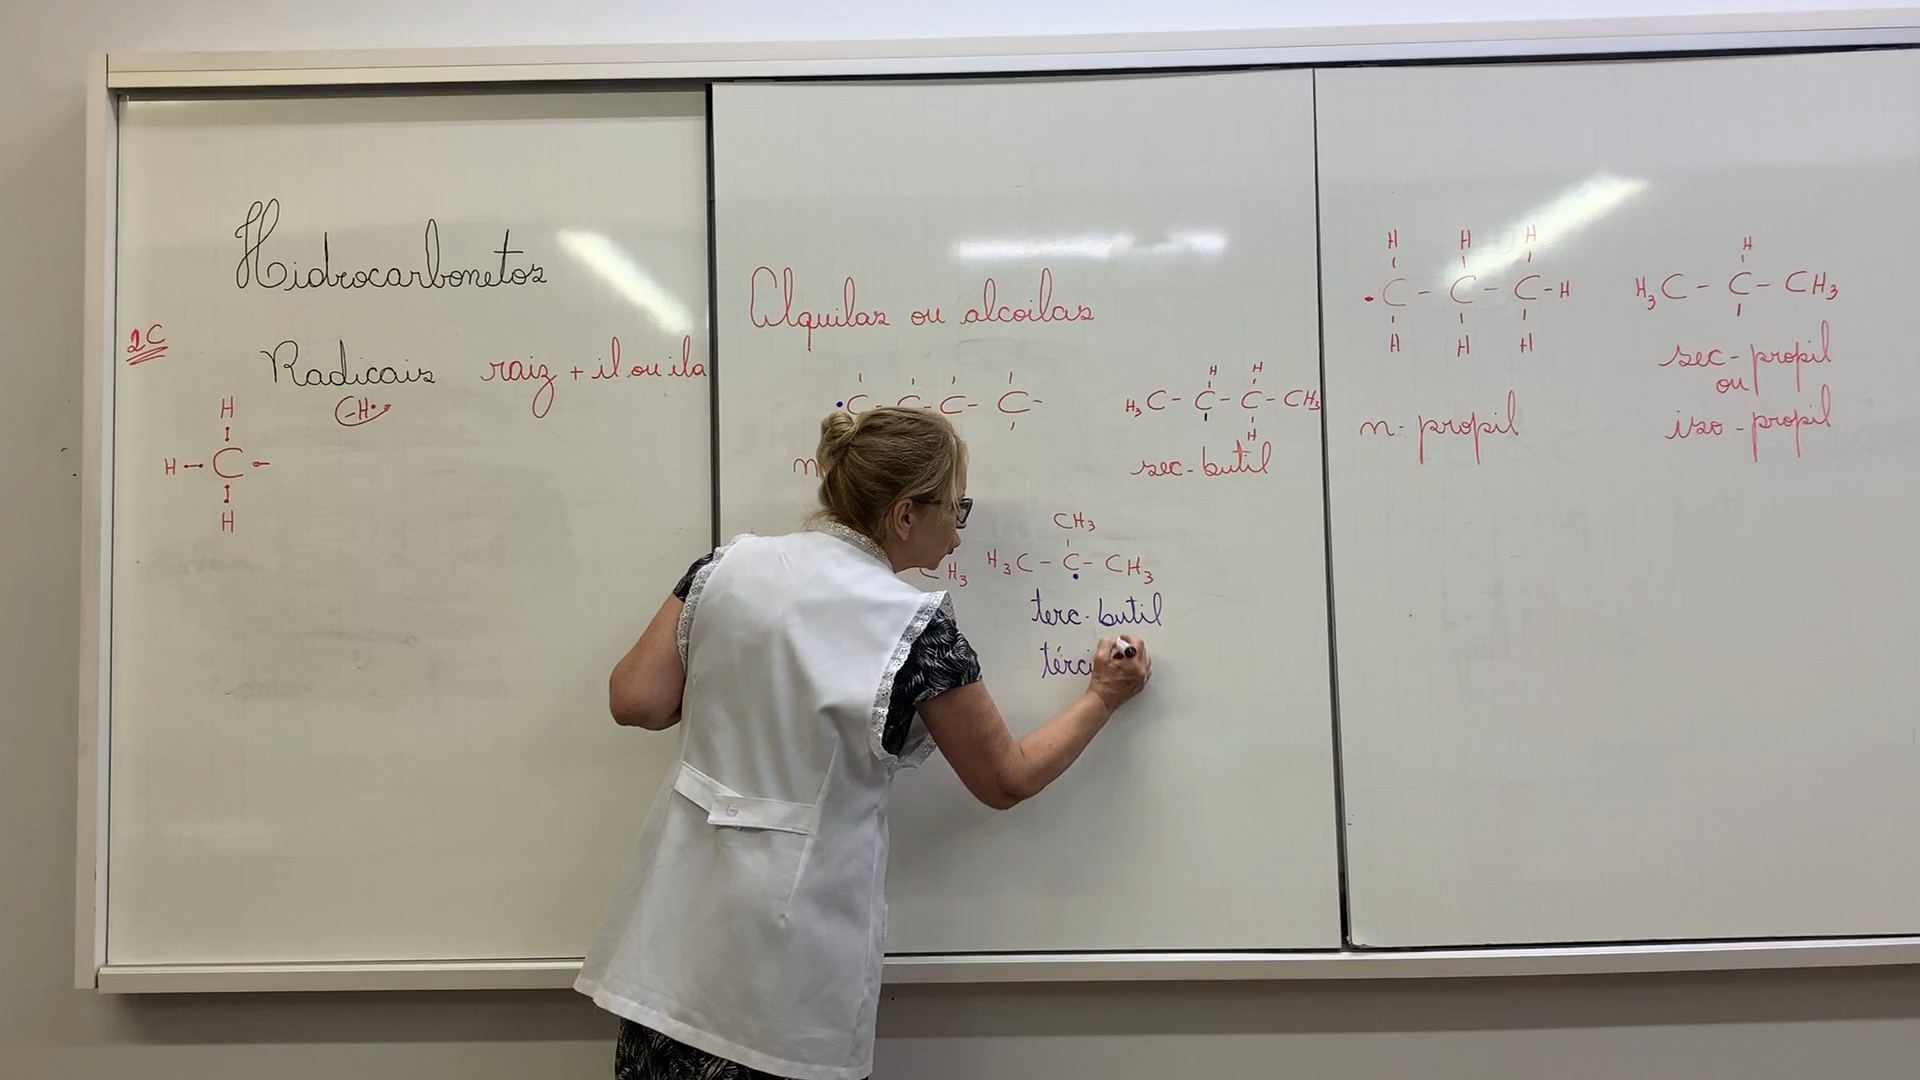 Hidrocarbonetos
1C
Radicais raiz + il ou ila
C-H•
H
H - C -
H
Alquilas ou alcoilas
•C - C - C - C -
H H
H3C - C - C - CH3
H
sec-butil
CH3
CH3
H3C - C - CH3
terc-butil
térci
H H H
•C - C - C - H
H H H
n-propil
H
H3C - C - CH3
sec-propil
ou
iso-propil